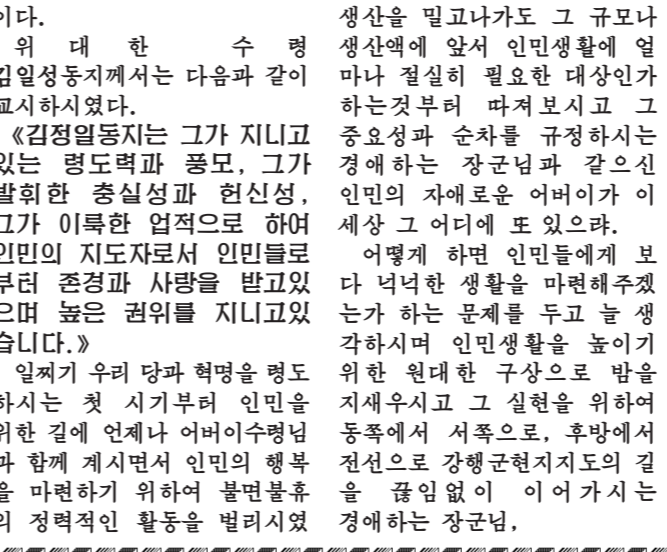 이다.
위 대 한 수 령
김일성동지께서는 다음과 같이
교시하시였다.
《김정일동지는 그가 지니고
있는 령도력과 풍모, 그가
발휘한 충실성과 헌신성,
그가 이룩한 업적으로 하여
인민의 지도자로서 인민들로
부터 존경과 사랑을 받고있
으며 높은 권위를 지니고있
습니다.》
일찌기 우리 당과 혁명을 령도
하시는 첫 시기부터 인민을
위한 길에 언제나 어버이수령님
과 함께 계시면서 인민의 행복
을 마련하기 위하여 불면불휴
의 정력적인 활동을 벌리시였
생산을 밀고나가도 그 규모나
생산액에 앞서 인민생활에 얼
마나 절실히 필요한 대상인가
하는것부터 따져보시고 그
중요성과 순차를 규정하시는
경애하는 장군님과 같으신
인민의 자애로운 어버이가 이
세상 그 어디에 또 있으랴.
어떻게 하면 인민들에게 보
다 넉넉한 생활을 마련해주겠
는가 하는 문제를 두고 늘 생
각하시며 인민생활을 높이기
위한 원대한 구상으로 밤을
지새우시고 그 실현을 위하여
동쪽에서 서쪽으로, 후방에서
전선으로 강행군현지지도의 길
을 끊임없이 이어가시는
경애하는 장군님,